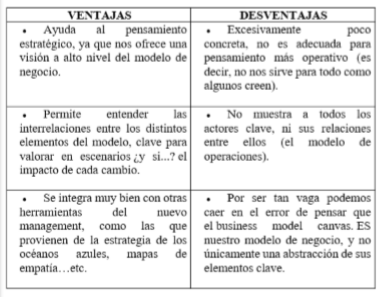 VENTAJAS
• Ayuda al pensamiento
estratégico, ya que nos ofrece una
visión a alto nivel del modelo de
negocio.
DESVENTAJAS
• Excesivamente poco
concreta, no es adecuada para
pensamiento más operativo (es
decir, no nos sirve para todo como
algunos creen).
• Permite entender las
interrelaciones entre los distintos
elementos del modelo, clave para
valorar en escenarios ¿y si...? el
impacto de cada cambio.
• No muestra a todos los
actores clave, ni sus relaciones
entre ellos (el modelo de
operaciones).
• Se integra muy bien con otras
herramientas del nuevo
management, como las que
provienen de la estrategia de los
océanos azules, mapas de
empatía…etc.
• Por ser tan vaga podemos
caer en el error de pensar que
el business model canvas. ES
nuestro modelo de negocio, y no
únicamente una abstracción de sus
elementos clave.